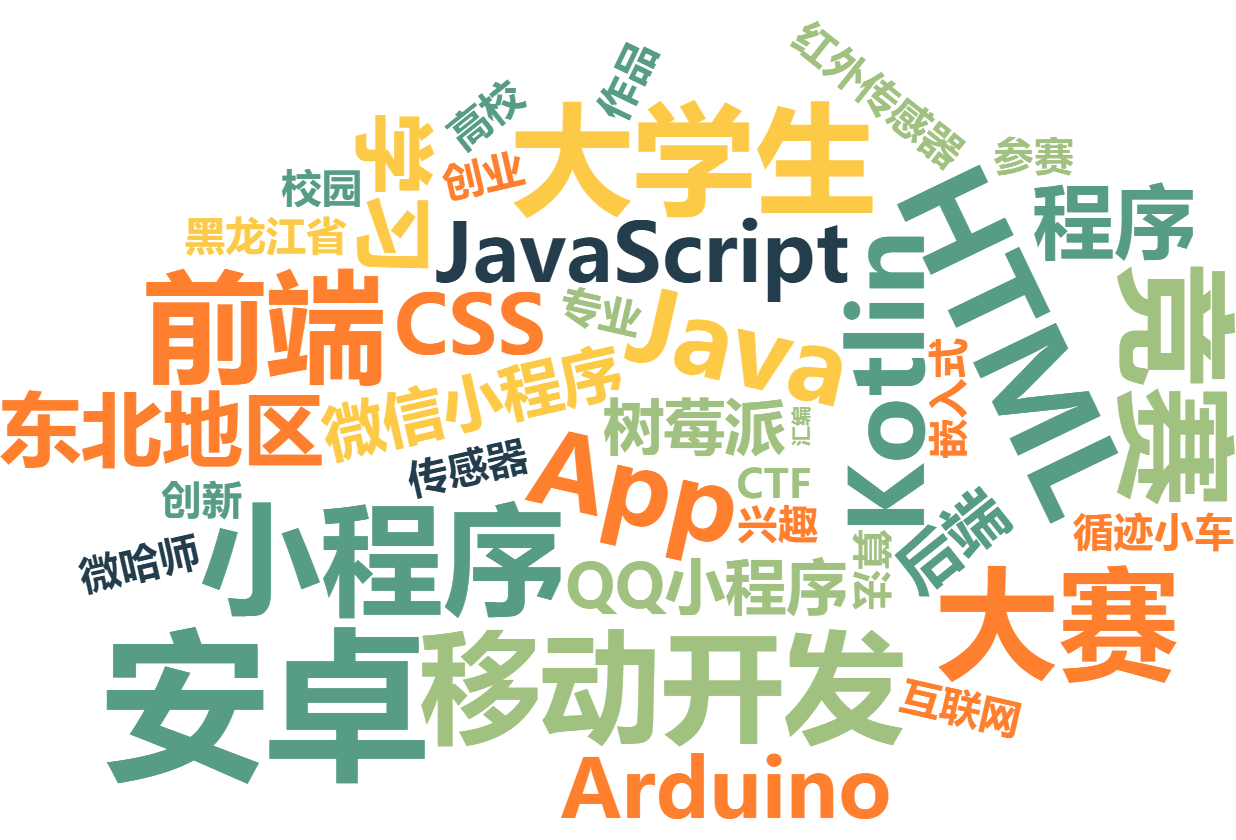 红外传感器
作品
高校
大学生
学习
创业
参赛
校园
程序
黑龙江省
JavaScript
HTML
Kotlin
前端
CSS
专业
Java
竞赛
嵌入式
东北地区
微信小程序
树莓派
汇编
传感器
App
CTF
创新
兴趣
后端
循迹小车
微哈师
小程序
QQ小程序
算法
大赛
安卓
移动开发
互联网
Arduino